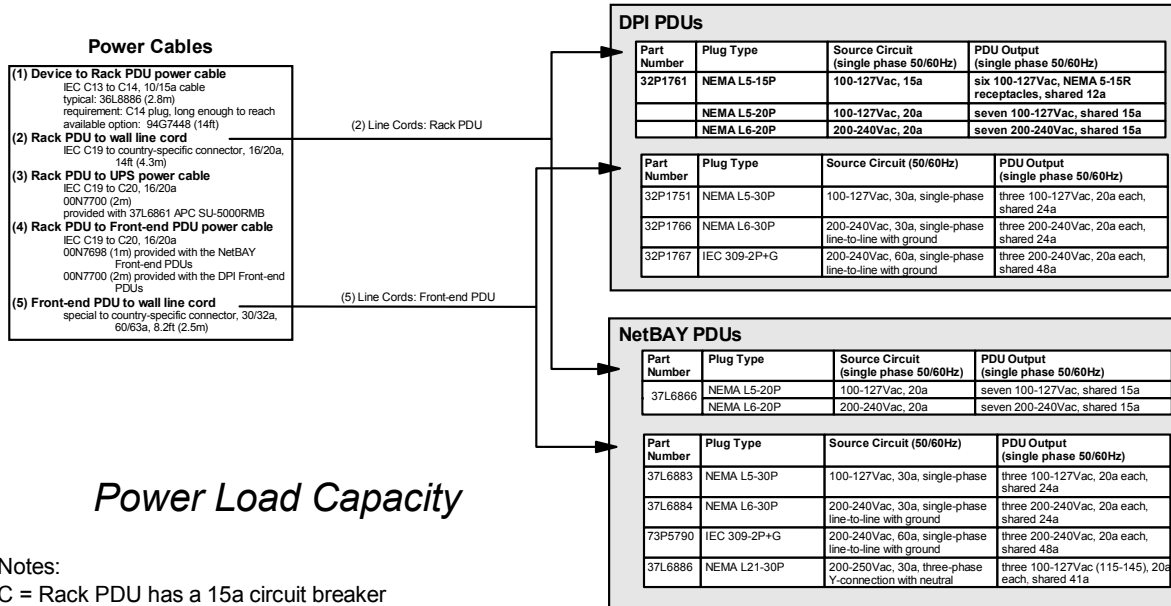 Power Cables
(1) Device to Rack PDU power cable
IEC C13 to C14, 10/15a cable
typical: 36L8886 (2.8m)
requirement: C14 plug, long enough to reach
available option: 94G7448 (14ft)
(2) Rack PDU to wall line cord
IEC C19 to country-specific connector, 16/20a,
14ft (4.3m)
(3) Rack PDU to UPS power cable
IEC C19 to C20, 16/20a
00N7700 (2m)
provided with 37L6861 APC SU-5000RMB
(4) Rack PDU to Front-end PDU power cable
IEC C19 to C20, 16/20a
00N7698 (1m) provided with the NetBAY
Front-end PDUs
00N7700 (2m) provided with the DPI Front-end
PDUs
(5) Front-end PDU to wall line cord
special to country-specific connector, 30/32a,
60/63a, 8.2ft (2.5m)
(2) Line Cords: Rack PDU
(5) Line Cords: Front-end PDU
DPI PDUs
Part Number Plug Type Source Circuit (single phase 50/60Hz) PDU Output (single phase 50/60Hz)
32P1761 NEMA L5-15P 100-127Vac, 15a six 100-127Vac, NEMA 5-15R receptacles, shared 12a
NEMA L5-20P 100-127Vac, 20a seven 100-127Vac, shared 15a
NEMA L6-20P 200-240Vac, 20a seven 200-240Vac, shared 15a
Part Number Plug Type Source Circuit (50/60Hz) PDU Output (single phase 50/60Hz)
32P1751 NEMA L5-30P 100-127Vac, 30a, single-phase three 100-127Vac, 20a each, shared 24a
32P1766 NEMA L6-30P 200-240Vac, 30a, single-phase line-to-line with ground three 200-240Vac, 20a each, shared 24a
32P1767 IEC 309-2P+G 200-240Vac, 60a, single-phase line-to-line with ground three 200-240Vac, 20a each, shared 48a
NetBAY PDUs
Part Number Plug Type Source Circuit (single phase 50/60Hz) PDU Output (single phase 50/60Hz)
37L6866 NEMA L5-20P 100-127Vac, 20a seven 100-127Vac, shared 15a
NEMA L6-20P 200-240Vac, 20a seven 200-240Vac, shared 15a
Part Number Plug Type Source Circuit (50/60Hz) PDU Output (single phase 50/60Hz)
37L6883 NEMA L5-30P 100-127Vac, 30a, single-phase three 100-127Vac, 20a each, shared 24a
37L6884 NEMA L6-30P 200-240Vac, 30a, single-phase line-to-line with ground three 200-240Vac, 20a each, shared 24a
73P5790 IEC 309-2P+G 200-240Vac, 60a, single-phase line-to-line with ground three 200-240Vac, 20a each, shared 48a
37L6886 NEMA L21-30P 200-250Vac, 30a, three-phase Y-connection with neutral three 100-127Vac (115-145), 20a each, shared 41a
Power Load Capacity
Notes:
C = Rack PDU has a 15a circuit breaker